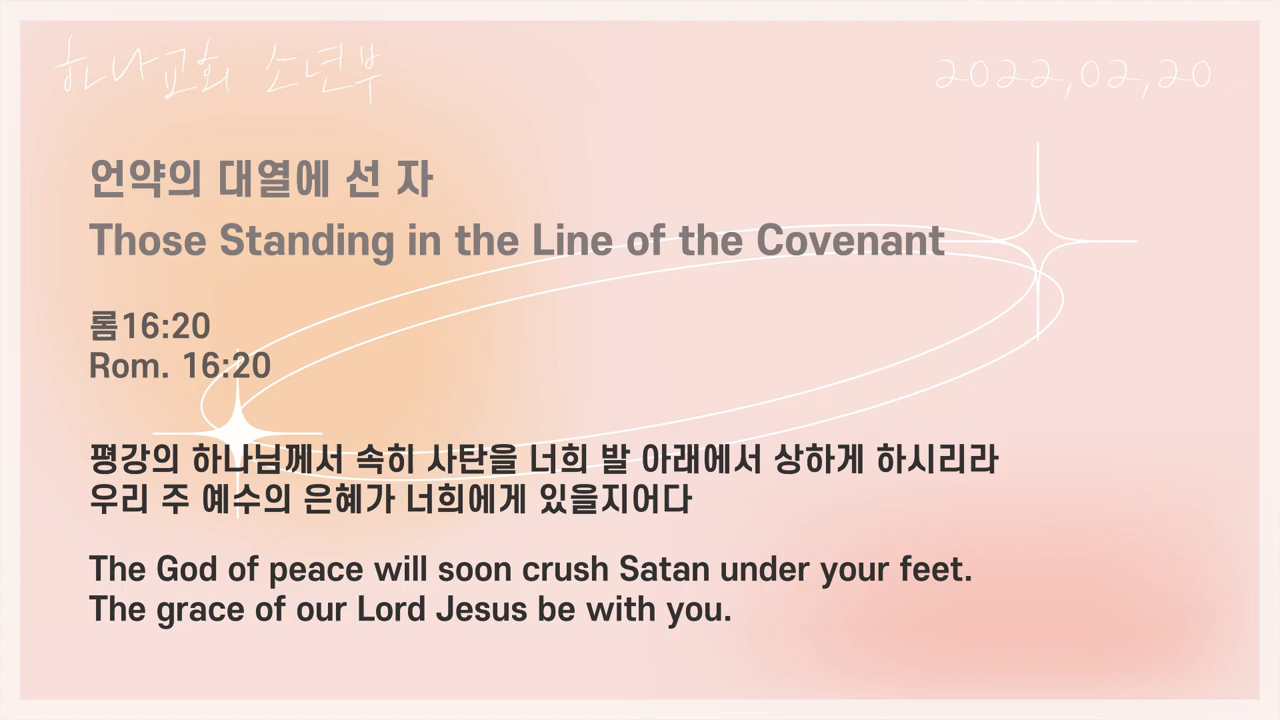 하나교회 소년부
2022,02,20
언약의 대열에 선 자
Those Standing in the Line of the Covenant
롬16:20
Rom. 16:20
평강의 하나님께서 속히 사탄을 너희 발 아래에서 상하게 하시리라
우리 주 예수의 은혜가 너희에게 있을지어다
The God of peace will soon crush Satan under your feet.
The grace of our Lord Jesus be with you.